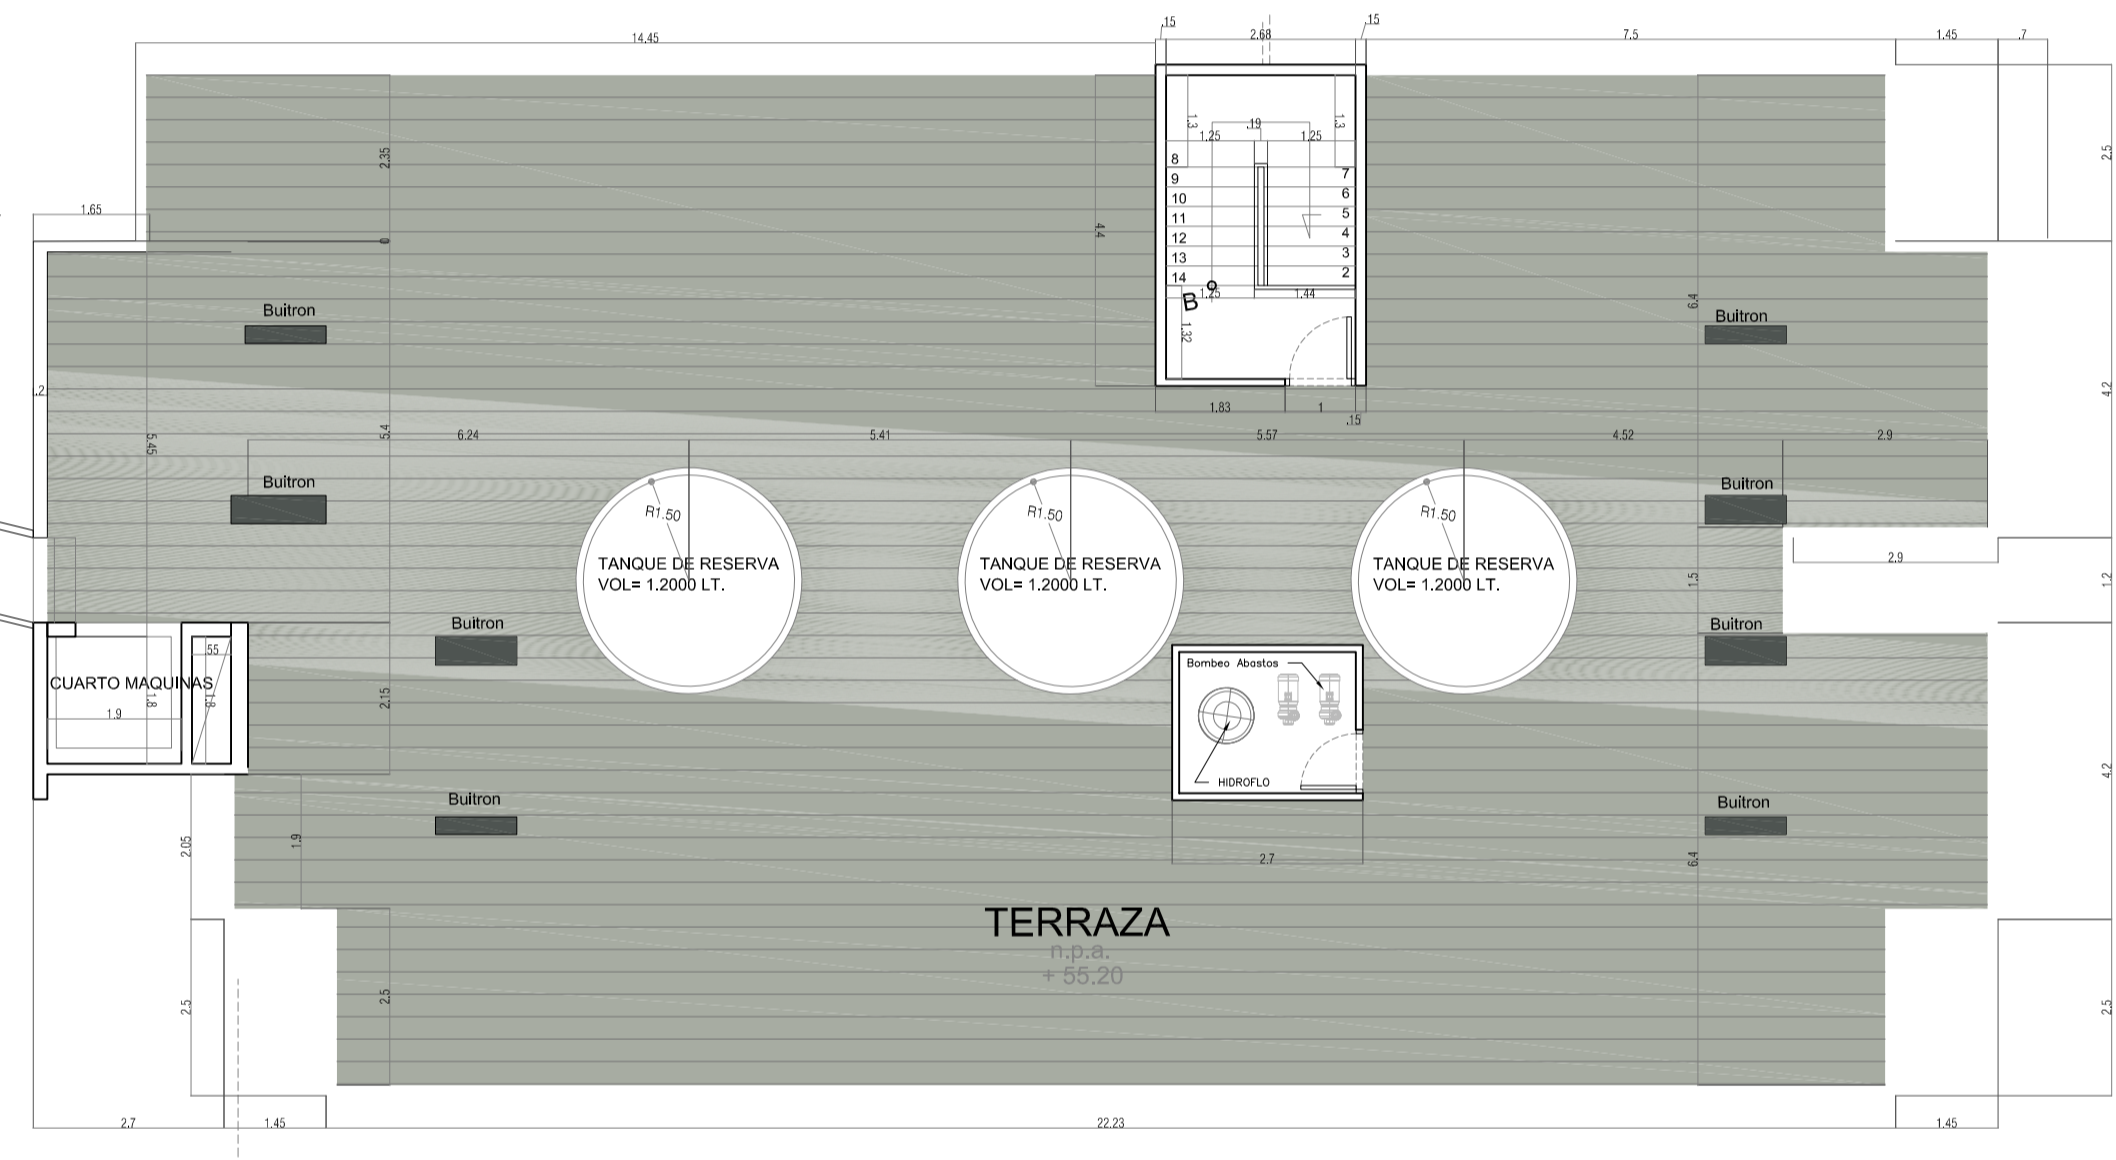 .15
.15
14.45
2.68
7.5
1.45
.7
1.3
.19
1.3
1.25
1.25
2.35
2.5
8
7
9
6
10
5
11
4
12
3
13
2
14
1.65
4.4
0
B
1.25
1.44
1.32
6.4
Buitron
Buitron
.2
4.2
1.83
1
.15
5.45
5.4
6.24
5.41
5.57
4.52
2.9
Buitron
Buitron
R1.50
R1.50
R1.50
TANQUE DE RESERVA
VOL= 1.2000 LT.
TANQUE DE RESERVA
VOL= 1.2000 LT.
TANQUE DE RESERVA
VOL= 1.2000 LT.
2.9
1.5
1.2
Buitron
Buitron
.55
CUARTO MAQUINAS
1.8
1.8
1.9
2.15
Bombeo Abastos
HIDROFLO
4.2
Buitron
Buitron
2.05
1.9
2.7
6.4
TERRAZA
n.p.a.
+ 55.20
2.5
2.5
2.5
2.7
1.45
22.23
1.45